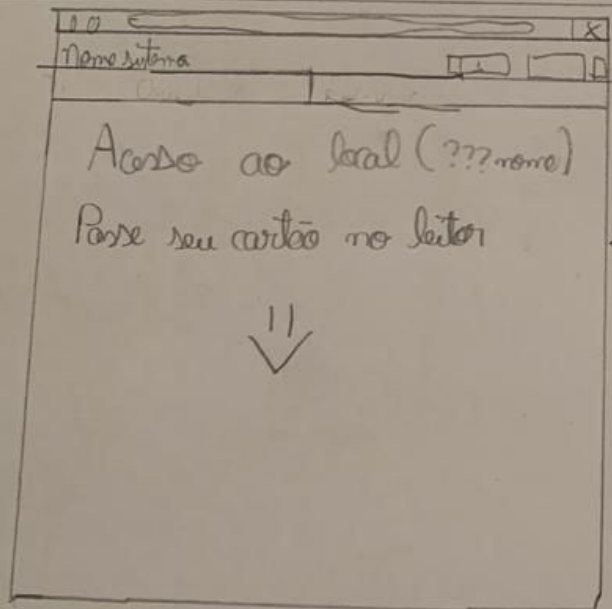 X
Nome sistema
Acesso ao local (??? nome)
Passe seu cartão no leitor